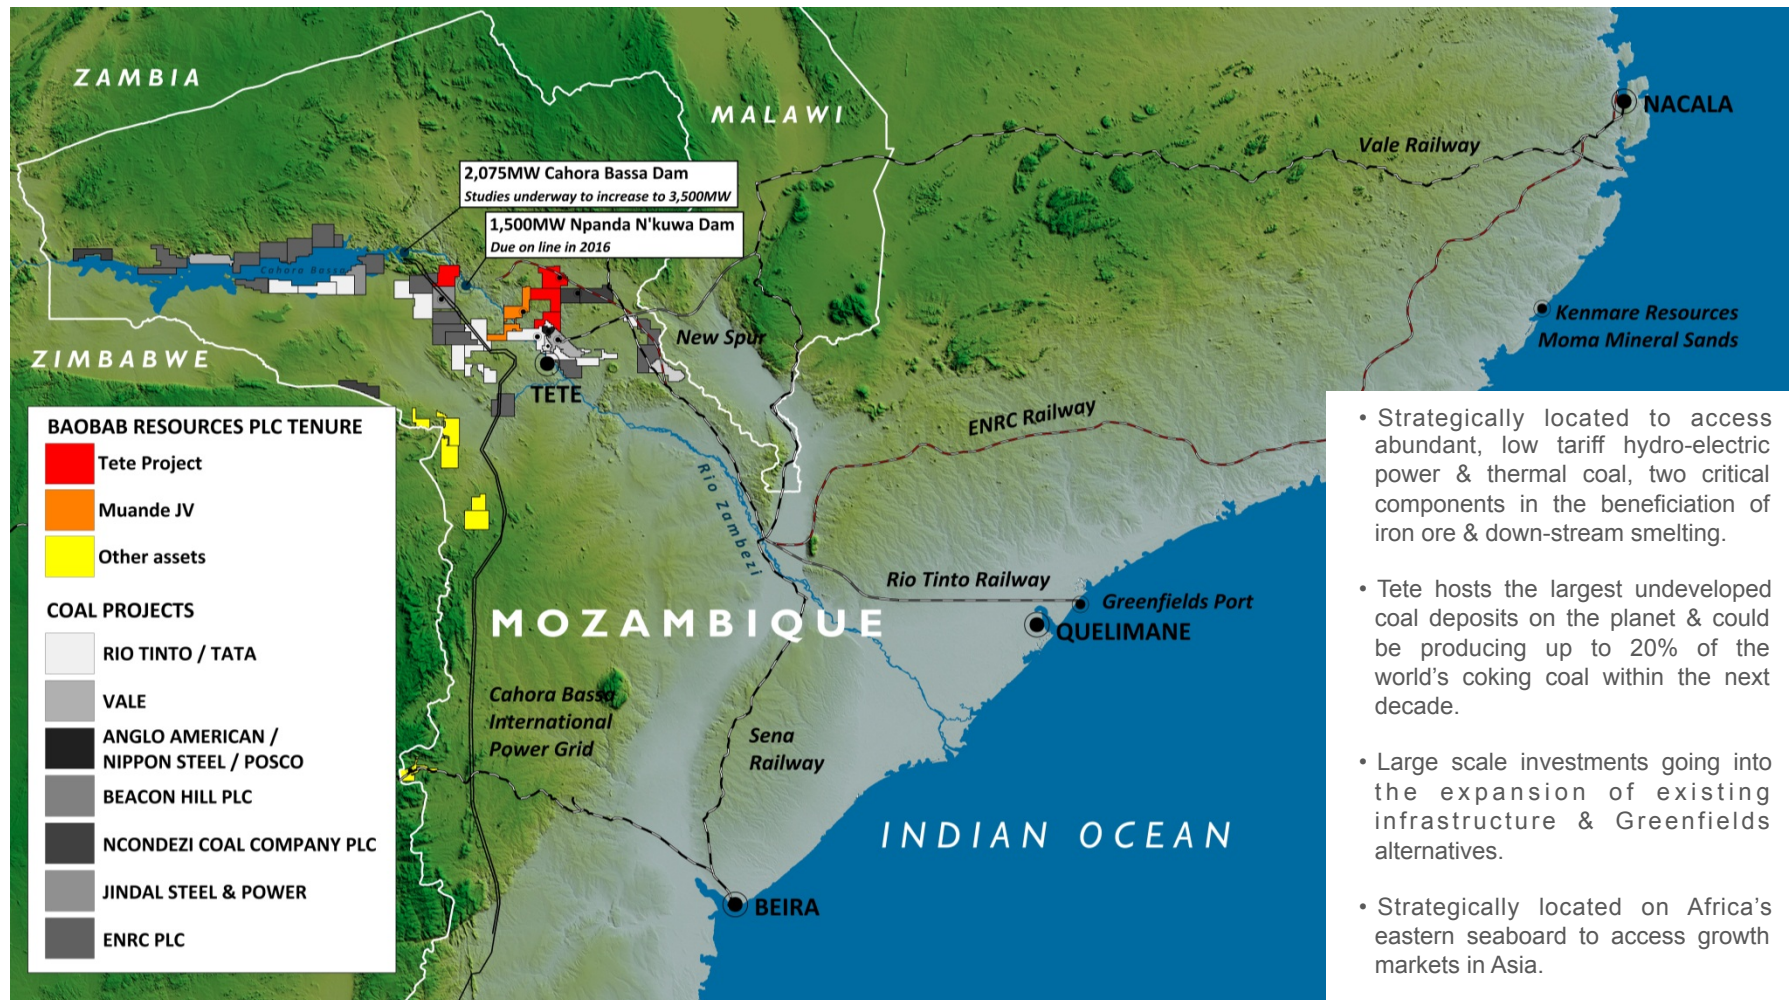 ZAMBIA
MALAWI
NACALA
Vale Railway
2,075MW Cahora Bassa Dam
Studies underway to increase to 3,500MW
1,500MW Npanda N'kuwa Dam
Due on line in 2016
Cahora Bassa
Kenmare Resources
Moma Mineral Sands
New Spur
ZIMBABWE
TETE
ENRC Railway
Rio Zambezi
BAOBAB RESOURCES PLC TENURE
Tete Project
Muande JV
Other assets
COAL PROJECTS
RIO TINTO / TATA
VALE
ANGLO AMERICAN /
NIPPON STEEL / POSCO
BEACON HILL PLC
NCONDEZI COAL COMPANY PLC
JINDAL STEEL & POWER
ENRC PLC
Rio Tinto Railway
Greenfields Port
QUELIMANE
MOZAMBIQUE
Cahora Bassa
International
Power Grid
Sena
Railway
INDIAN OCEAN
BEIRA
• Strategically located to access
abundant, low tariff hydro-electric
power & thermal coal, two critical
components in the beneficiation of
iron ore & down-stream smelting.
• Tete hosts the largest undeveloped
coal deposits on the planet & could
be producing up to 20% of the
world’s coking coal within the next
decade.
• Large scale investments going into
the expansion of existing
infrastructure & Greenfields
alternatives.
• Strategically located on Africa’s
eastern seaboard to access growth
markets in Asia.